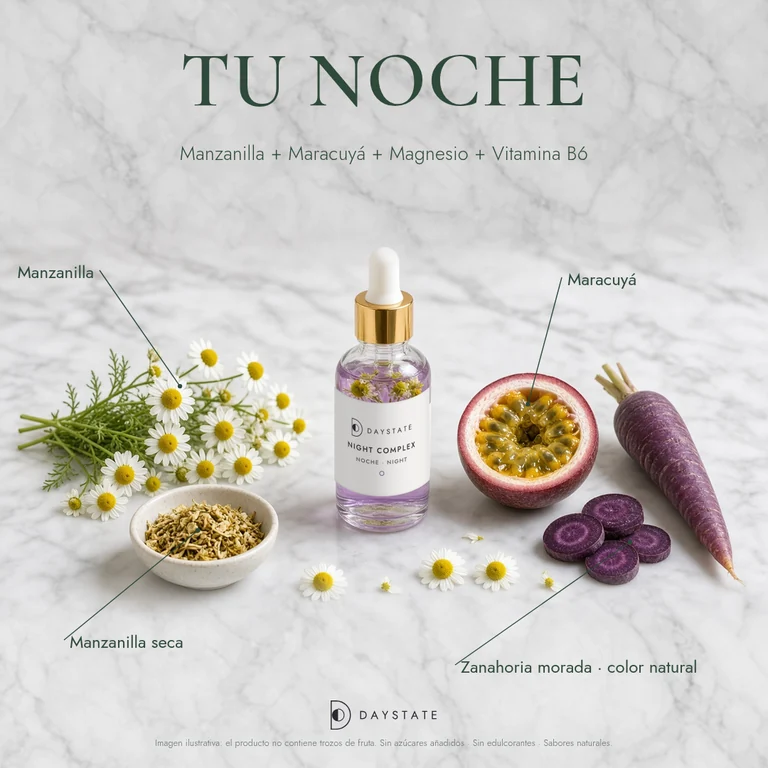 TU NOCHE
Manzanilla + Maracuyá + Magnesio + Vitamina B6
Manzanilla
Maracuyá
DAYSTATE
NIGHT COMPLEX
NOCHE · NIGHT
Manzanilla seca
Zanahoria morada · color natural
DAYSTATE
Imagen ilustrativa: el producto no contiene trozos de fruta. Sin azúcares añadidos · Sin edulcorantes · Sabores naturales.